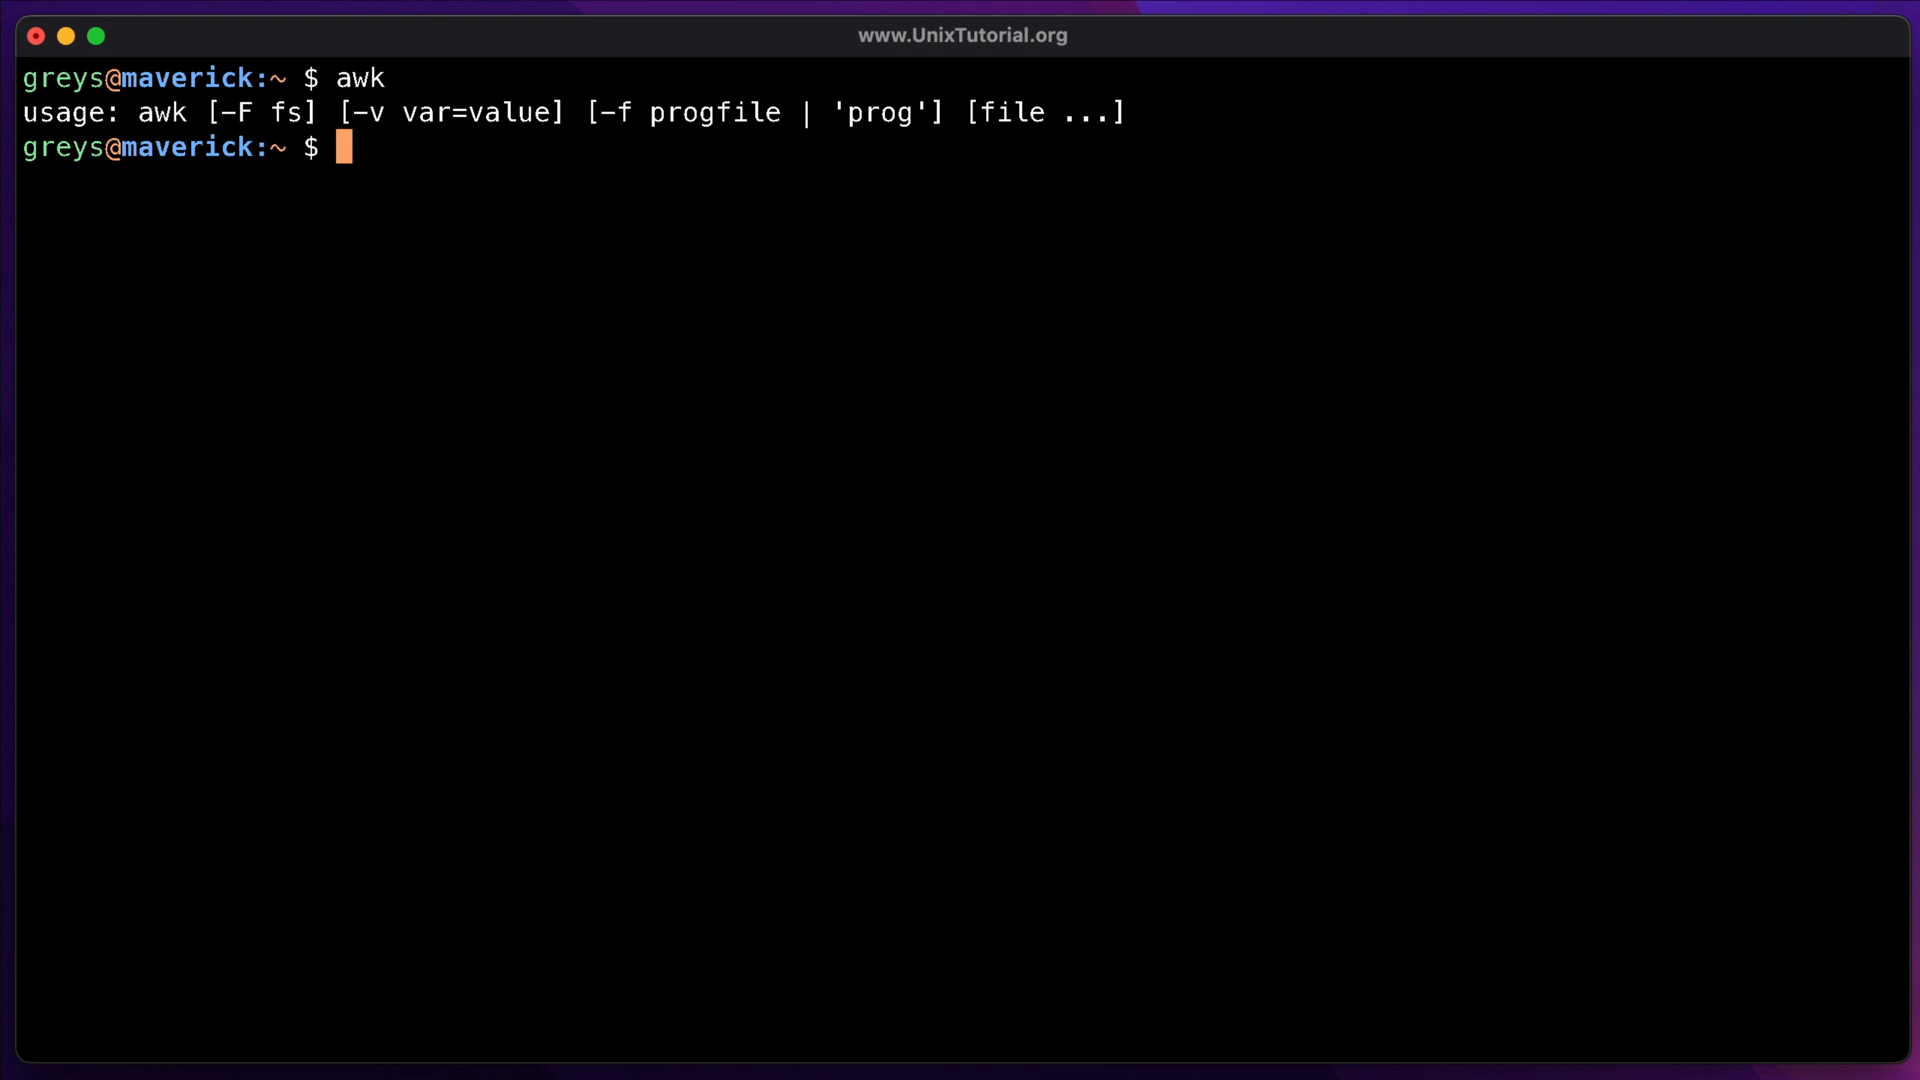 www.UnixTutorial.org
greys@maverick:~ $ awk
usage: awk [-F fs] [-v var=value] [-f progfile | 'prog'] [file ...]
greys@maverick:~ $